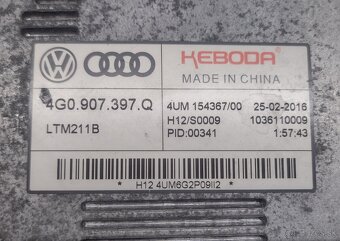 KEBODA
MADE IN CHINA
4G0.907.397.Q
LTM211B
4UM 154367/00 25-02-2016
H12/S0009 1036110009
PID:00341 1:57:43
* H12 4UM6G2P09II2 *